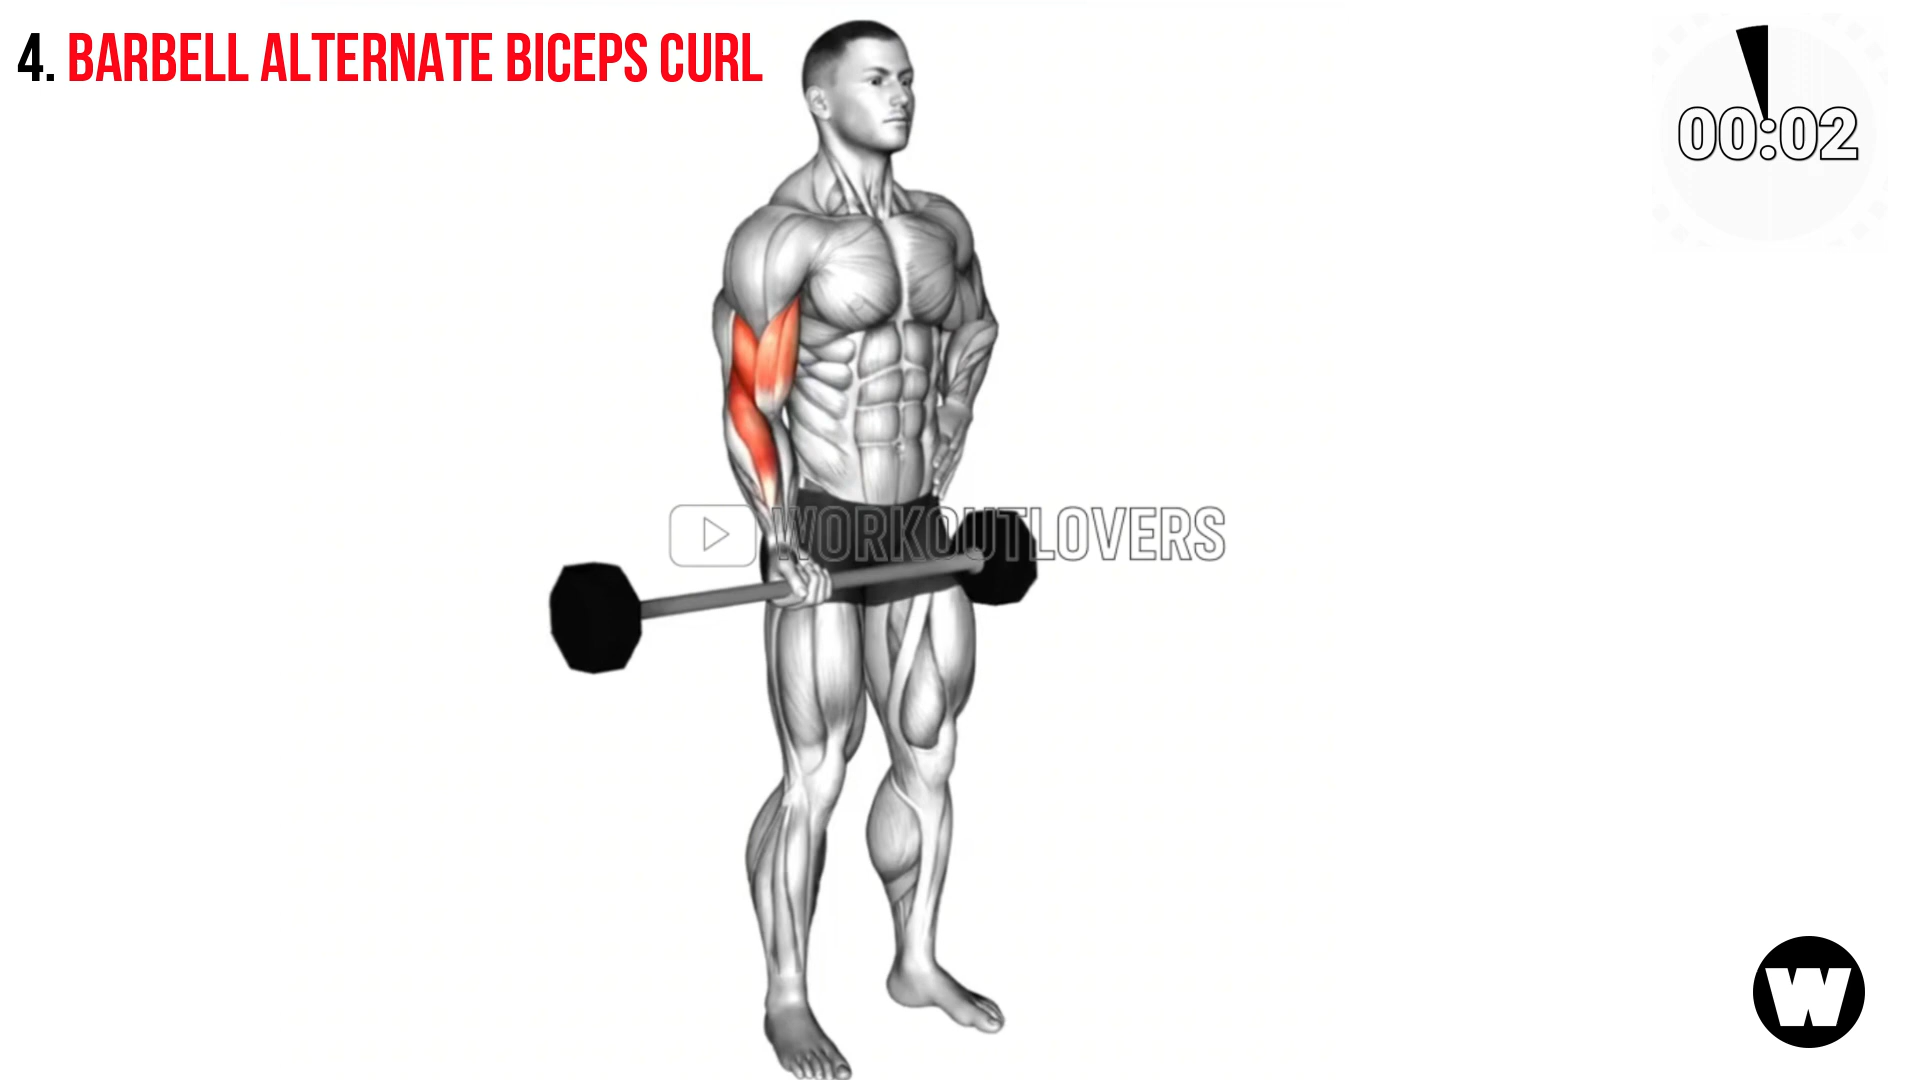 4. BARBELL ALTERNATE BICEPS CURL
00:02
WORKOUTLOVERS
W